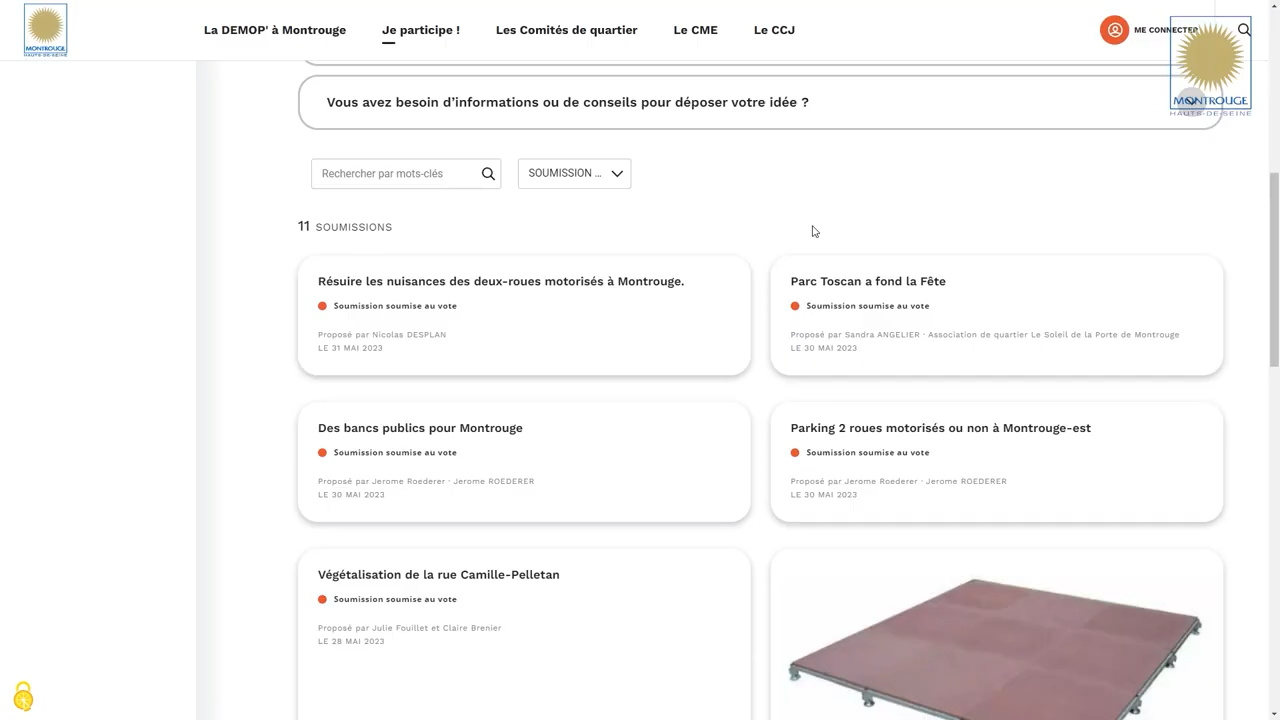 MONTROUGE
HAUTS-DE-SEINE
La DEMOP' à Montrouge
Je participe !
Les Comités de quartier
Le CME
Le CCJ
ME CONNECTER
MONTROUGE
HAUTS-DE-SEINE
Vous avez besoin d'informations ou de conseils pour déposer votre idée ?
Rechercher par mots-clés
SOUMISSION ...
11 SOUMISSIONS
Résuire les nuisances des deux-roues motorisés à Montrouge.
Soumission soumise au vote
Proposé par Nicolas DESPLAN
LE 31 MAI 2023
Parc Toscan a fond la Fête
Soumission soumise au vote
Proposé par Sandra ANGELIER · Association de quartier Le Soleil de la Porte de Montrouge
LE 30 MAI 2023
Des bancs publics pour Montrouge
Soumission soumise au vote
Proposé par Jerome Roederer · Jerome ROEDERER
LE 30 MAI 2023
Parking 2 roues motorisés ou non à Montrouge-est
Soumission soumise au vote
Proposé par Jerome Roederer · Jerome ROEDERER
LE 30 MAI 2023
Végétalisation de la rue Camille-Pelletan
Soumission soumise au vote
Proposé par Julie Fouillet et Claire Brenier
LE 28 MAI 2023